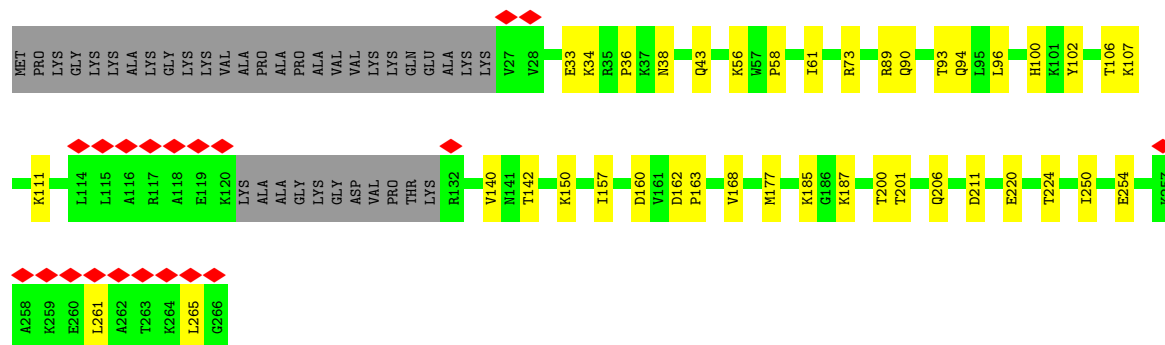 MET PRO LYS GLY LYS LYS ALA LYS GLY LYS LYS VAL ALA PRO ALA PRO ALA VAL VAL LYS LYS GLN GLU ALA LYS LYS V27 V28 E33 K34 R35 P36 K37 N38 Q43 K56 W57 P58 I61 R73 R89 Q90 T93 Q94 L95 L96 H100 K101 Y102 T106 K107
K111 L114 L115 A116 R117 A118 E119 K120 LYS ALA ALA GLY LYS GLY ASP VAL PRO THR LYS R132 V140 N141 T142 K150 I157 D160 V161 D162 P163 V168 M177 K185 G186 K187 T200 T201 Q206 D211 E220 T224 I250 E254
A258 K259 E260 L261 A262 T263 K264 L265 G266